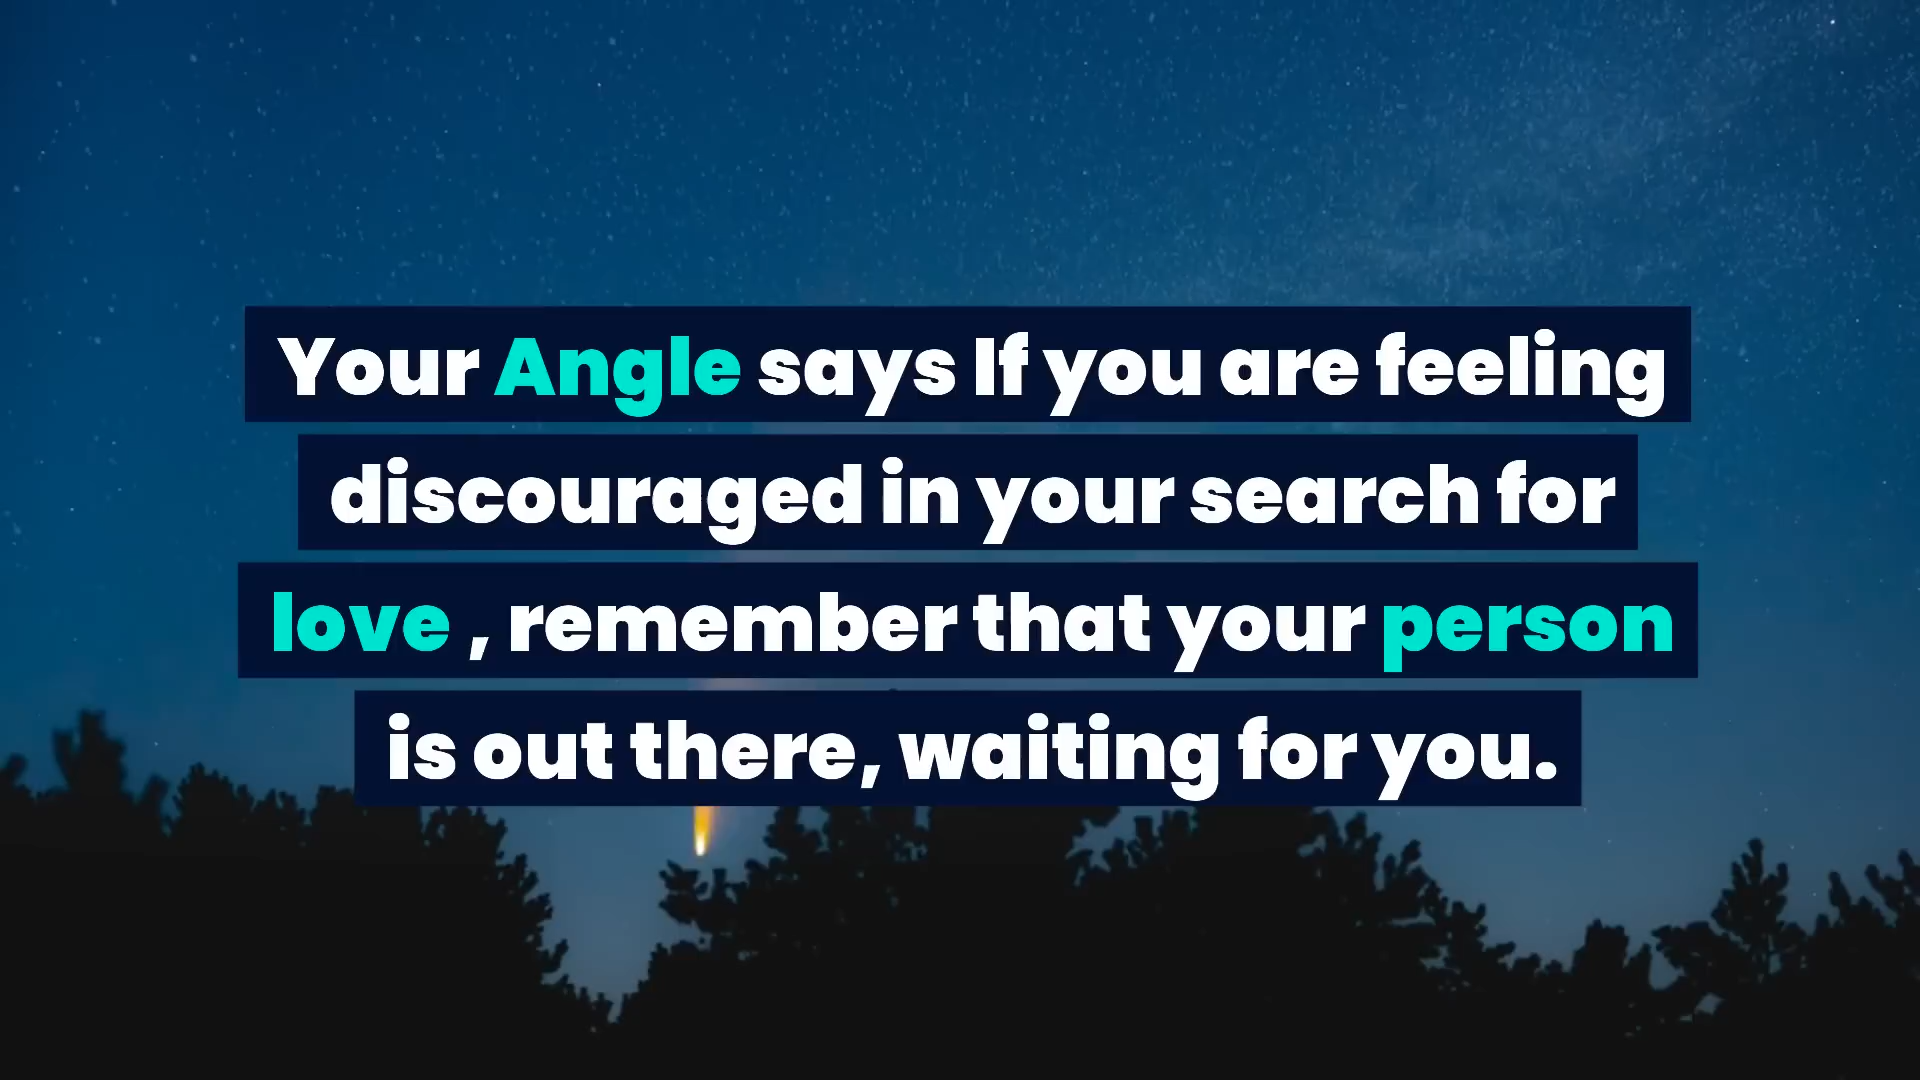 Your Angle says If you are feeling
discouraged in your search for
love , remember that your person
is out there, waiting for you.